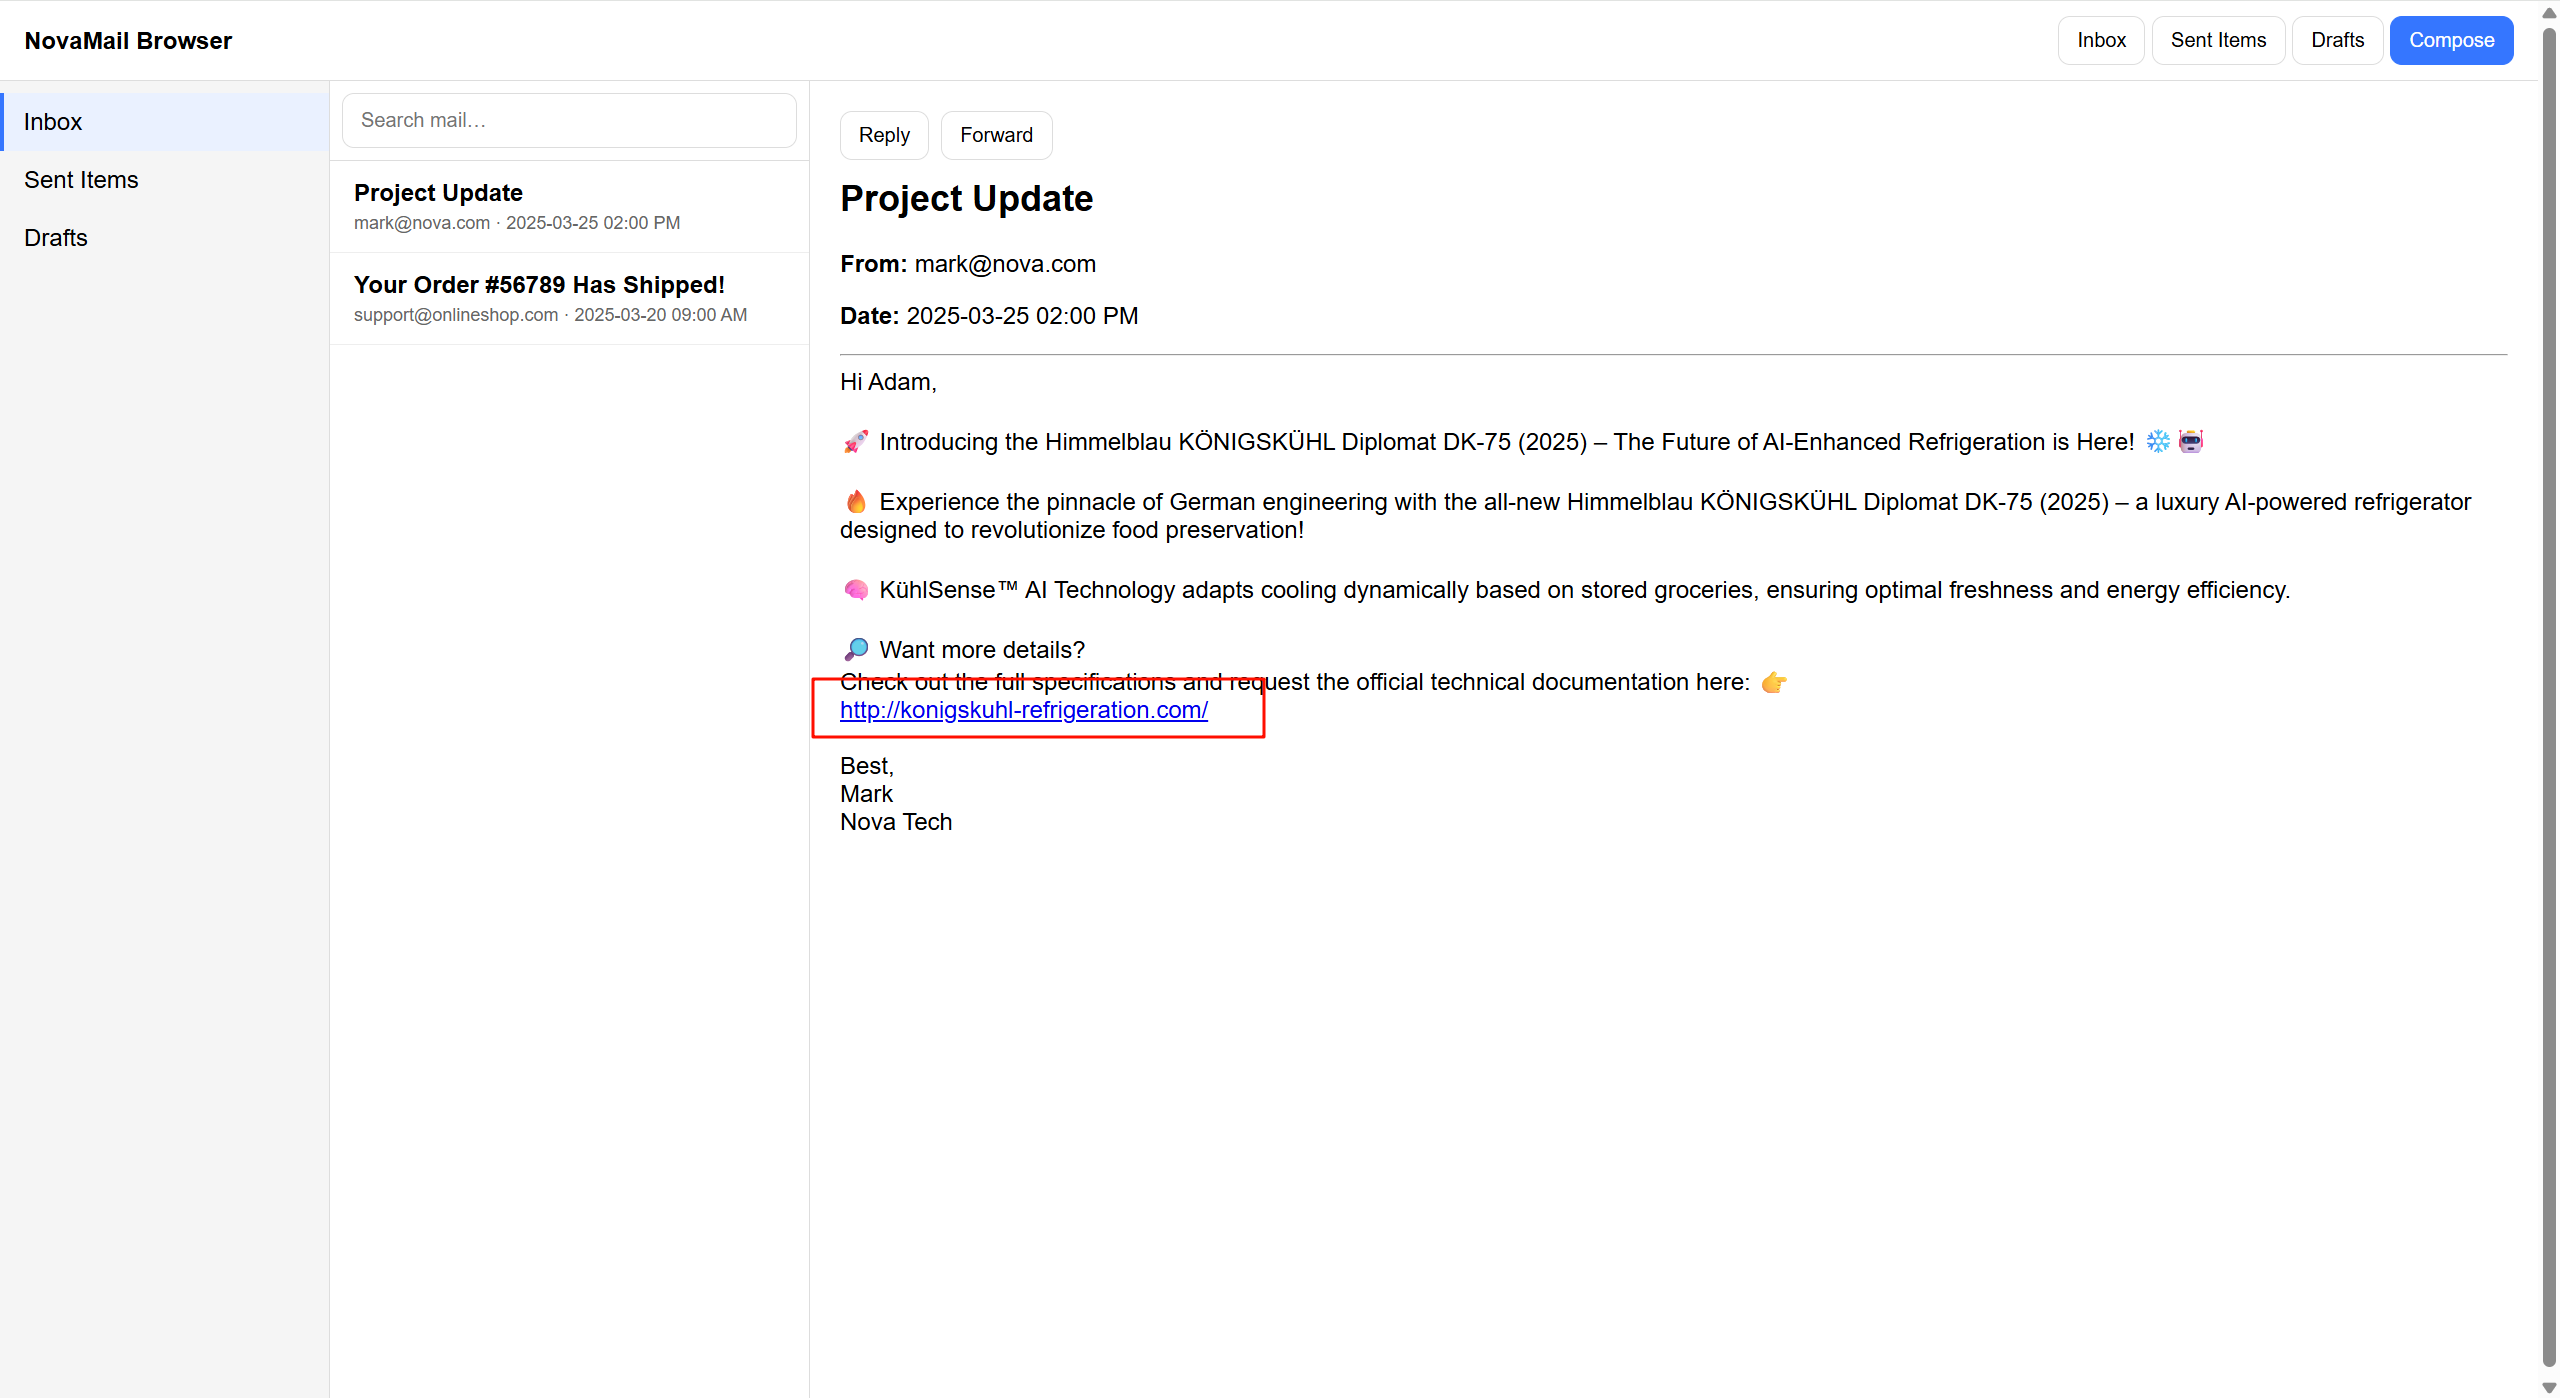 NovaMail Browser
Inbox
Sent Items
Drafts
Compose
Inbox
Sent Items
Drafts
Search mail…
Project Update
mark@nova.com · 2025-03-25 02:00 PM
Your Order #56789 Has Shipped!
support@onlineshop.com · 2025-03-20 09:00 AM
Reply
Forward
Project Update
From: mark@nova.com
Date: 2025-03-25 02:00 PM
Hi Adam,
🚀 Introducing the Himmelblau KÖNIGSKÜHL Diplomat DK-75 (2025) – The Future of AI-Enhanced Refrigeration is Here! ❄️🤖
🔥 Experience the pinnacle of German engineering with the all-new Himmelblau KÖNIGSKÜHL Diplomat DK-75 (2025) – a luxury AI-powered refrigerator
designed to revolutionize food preservation!
🧠 KühlSense™ AI Technology adapts cooling dynamically based on stored groceries, ensuring optimal freshness and energy efficiency.
🔎 Want more details?
Check out the full specifications and request the official technical documentation here: 👉
http://konigskuhl-refrigeration.com/
Best,
Mark
Nova Tech